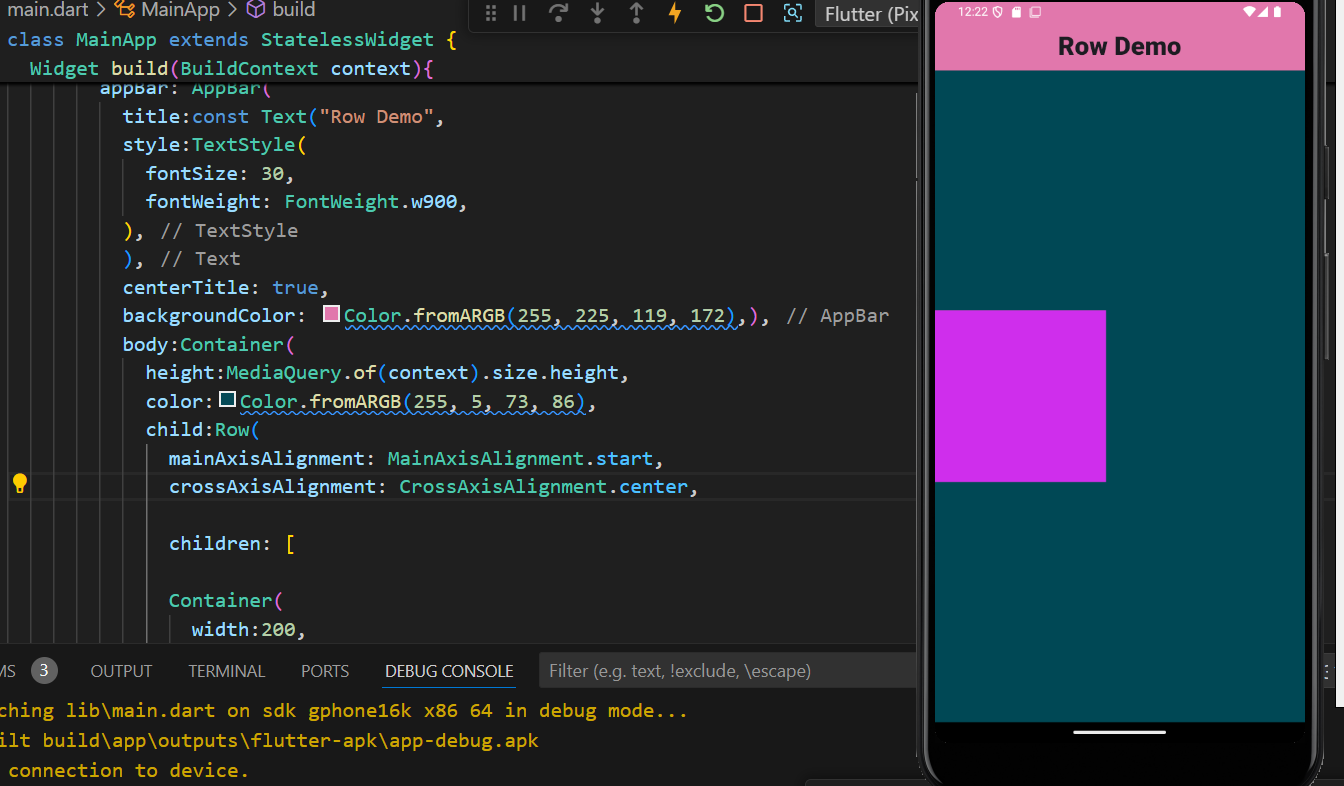 main.dart > MainApp > build
Flutter (Pix
class MainApp extends StatelessWidget {
Widget build(BuildContext context){
appBar: AppBar(
title:const Text("Row Demo",
style:TextStyle(
fontSize: 30,
fontWeight: FontWeight.w900,
), // TextStyle
), // Text
centerTitle: true,
backgroundColor: Color.fromARGB(255, 225, 119, 172),), // AppBar
body:Container(
height:MediaQuery.of(context).size.height,
color:Color.fromARGB(255, 5, 73, 86),
child:Row(
mainAxisAlignment: MainAxisAlignment.start,
crossAxisAlignment: CrossAxisAlignment.center,
children: [
Container(
width:200,
MS 3 OUTPUT TERMINAL PORTS DEBUG CONSOLE Filter (e.g. text, !exclude, \escape)
ching lib\main.dart on sdk gphone16k x86 64 in debug mode...
ilt build\app\outputs\flutter-apk\app-debug.apk
connection to device.
12:22
Row Demo